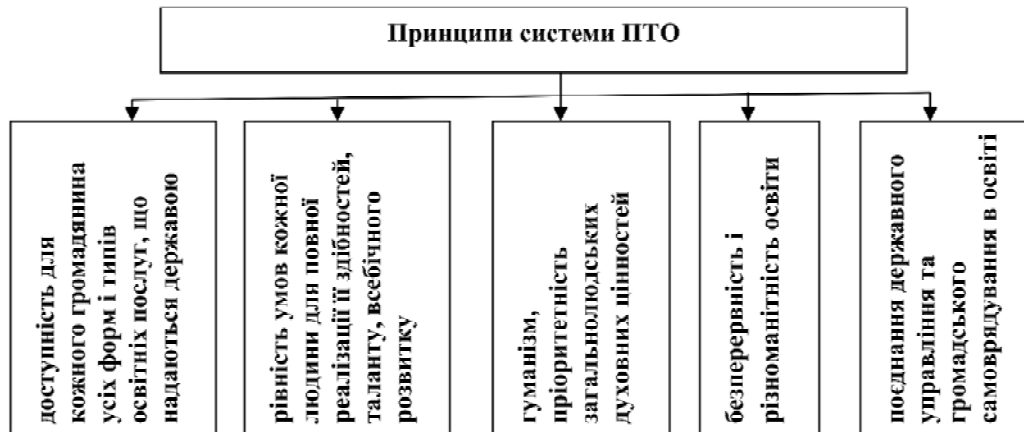 Принципи системи ПТО
доступність для
кожного громадянина
усіх форм і типів
освітніх послуг, що
надаються державою
рівність умов кожної
людини для повної
реалізації її здібностей,
таланту, всебічного
розвитку
гуманізм,
пріоритетність
загальнолюдських
духовних цінностей
безперервність і
різноманітність освіти
поєднання державного
управління та
громадського
самоврядування в освіті